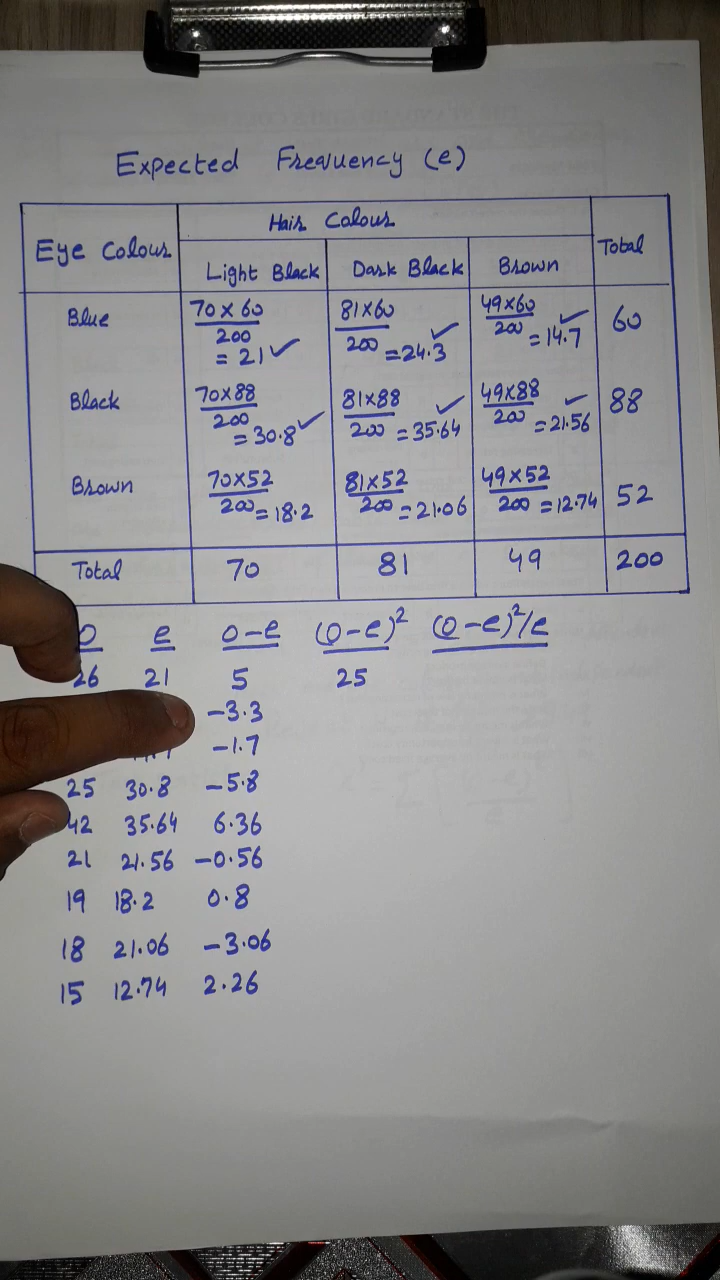 Expected Frequency (e)
Eye Colour
Hair Colour
Total
Light Black Dark Black Brown
Blue 70 x 60 / 200 = 21 ✓ 81x60 / 200 = 24.3 ✓ 49x60 / 200 = 14.7 ✓ 60
Black 70x88 / 200 = 30.8 ✓ 81x88 / 200 = 35.64 ✓ 49x88 / 200 = 21.56 ✓ 88
Brown 70x52 / 200 = 18.2 81x52 / 200 = 21.06 49x52 / 200 = 12.74 52
Total 70 81 49 200
O e o-e (o-e)² (o-e)²/e
26 21 5 25
-3.3
-1.7
25 30.8 -5.8
42 35.64 6.36
21 21.56 -0.56
19 18.2 0.8
18 21.06 -3.06
15 12.74 2.26